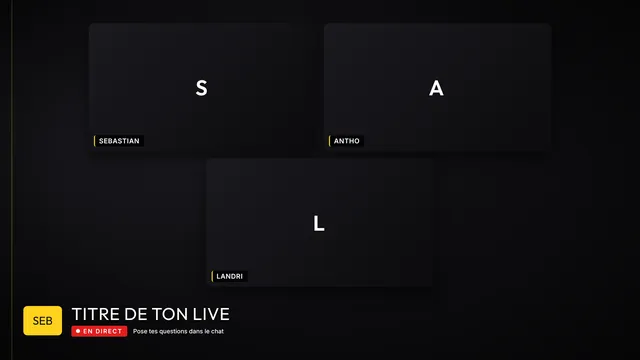 S
A
SEBASTIAN
ANTHO
L
LANDRI
SEB
TITRE DE TON LIVE
EN DIRECT
Pose tes questions dans le chat